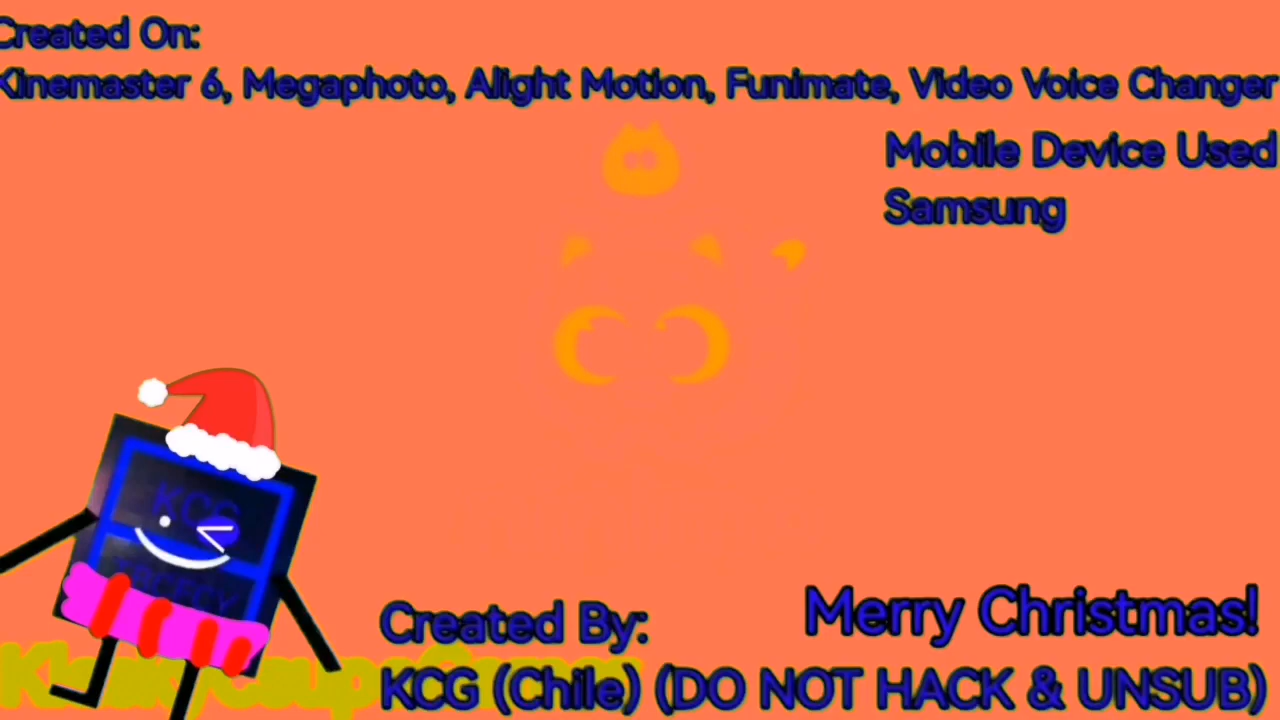 Created On:
Kinemaster 6, Megaphoto, Alight Motion, Funimate, Video Voice Changer
Mobile Device Used
Samsung
KCG
Merry Christmas!
Created By:
KCG (Chile) (DO NOT HACK & UNSUB)